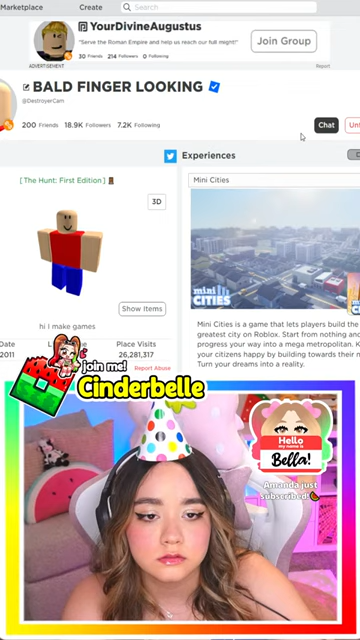 Marketplace
Create
Search
YourDivineAugustus
"Serve the Roman Empire and help us reach our full might!"
30 Friends 214 Followers 0 Following
Join Group
ADVERTISEMENT
Report
BALD FINGER LOOKING
@DestroyerCam
200 Friends 18.9K Followers 7.2K Following
Chat
Experiences
[ The Hunt: First Edition ]
Mini Cities
3D
mini
CITIES
Show Items
hi I make games
Date
Place Visits
2011
26,281,317
Report Abuse
Mini Cities is a game that lets players build the
greatest city on Roblox. Start from nothing and
progress your way into a mega metropolitan. K
your citizens happy by building towards their n
Turn your dreams into a reality.
join me!
Cinderbelle
Hello
my name is
Bella!
Amanda just
subscribed!